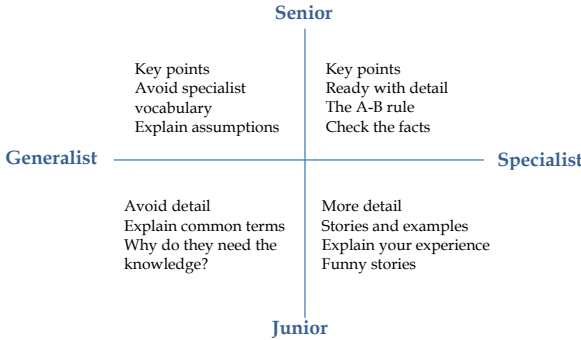 Senior
Key points
Avoid specialist
vocabulary
Explain assumptions
Key points
Ready with detail
The A-B rule
Check the facts
Generalist
Specialist
Avoid detail
Explain common terms
Why do they need the
knowledge?
More detail
Stories and examples
Explain your experience
Funny stories
Junior